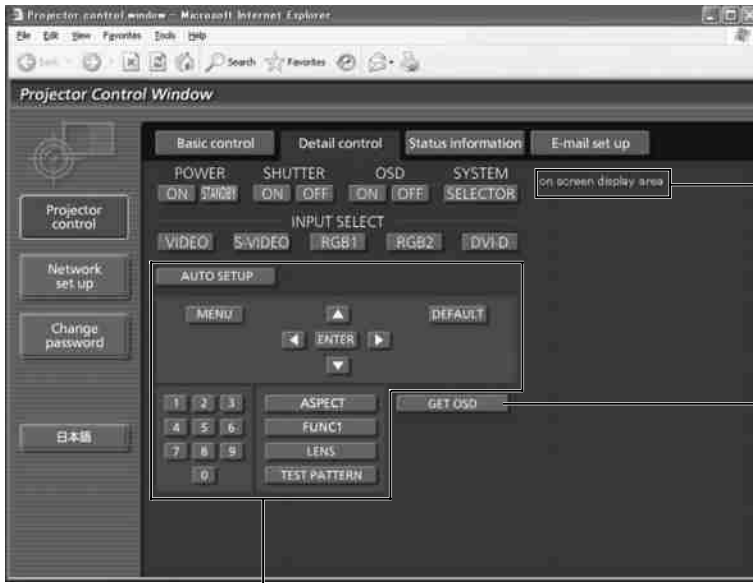 Projector control window - Microsoft Internet Explorer
File Edit View Favorites Tools Help
Search Favorites
Projector Control Window
Basic control Detail control Status information E-mail set up
POWER SHUTTER OSD SYSTEM
ON STANDBY ON OFF ON OFF SELECTOR
on screen display area
INPUT SELECT
VIDEO S-VIDEO RGB1 RGB2 DVI-D
Projector
control
Network
set up
Change
password
日本語
AUTO SETUP
MENU DEFAULT
ENTER
1 2 3 ASPECT GET OSD
4 5 6 FUNC1
7 8 9 LENS
0 TEST PATTERN